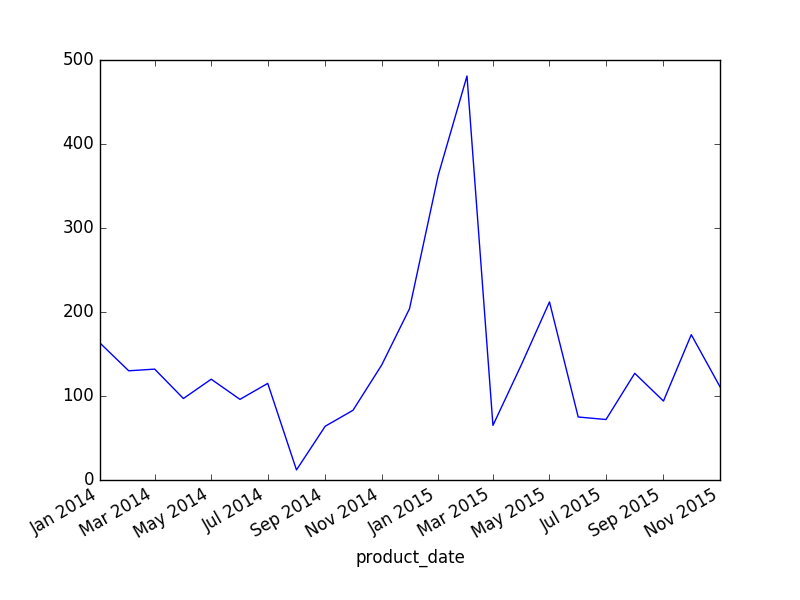 500
400
300
200
100
0
Jan 2014
Mar 2014
May 2014
Jul 2014
Sep 2014
Nov 2014
Jan 2015
Mar 2015
May 2015
Jul 2015
Sep 2015
Nov 2015
product_date